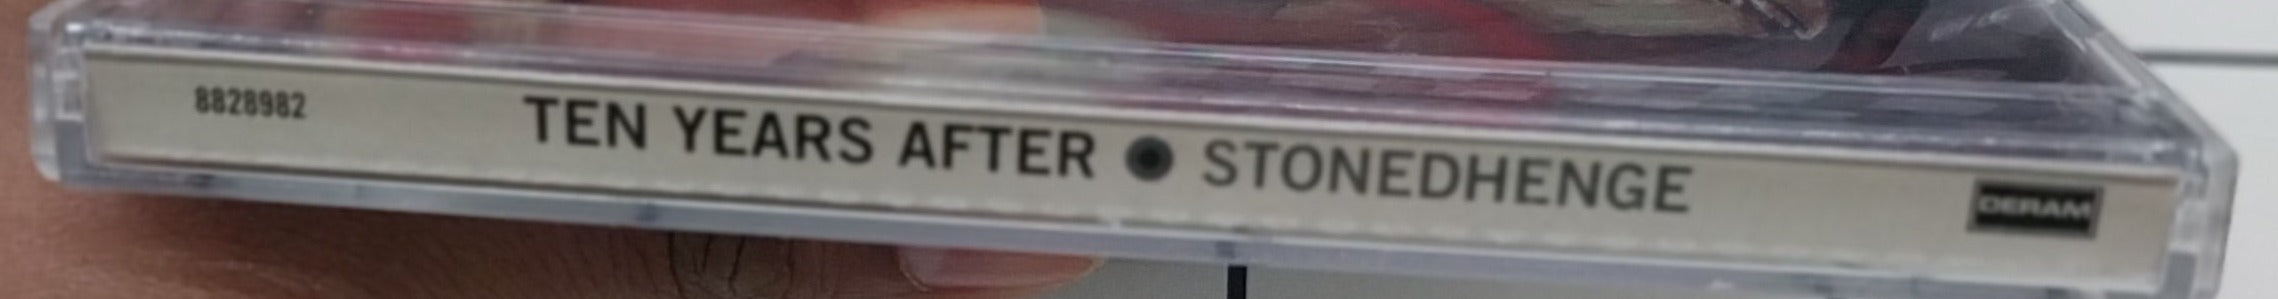 8828982 TEN YEARS AFTER ● STONEDHENGE DERAM